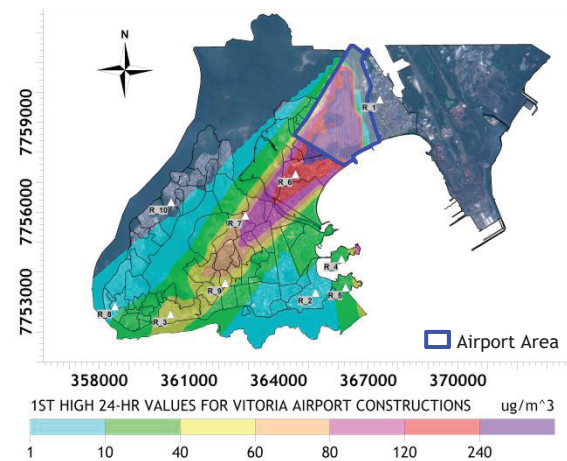 N
R_1
7759000
R_6
R_10
7756000
R_7
R_4
R_9
R_2
R_5
7753000
R_8
R_3
Airport Area
358000 361000 364000 367000 370000
1ST HIGH 24-HR VALUES FOR VITORIA AIRPORT CONSTRUCTIONS ug/m^3
1 10 40 60 80 120 240